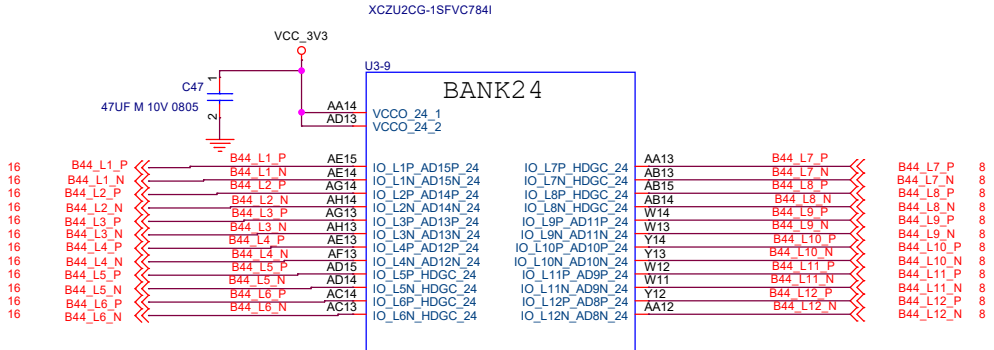 XCZU2CG-1SFVC784I
VCC_3V3
U3-9
BANK24
C47
1
2
47UF M 10V 0805
AA14 VCCO_24_1
AD13 VCCO_24_2
16 B44_L1_P B44_L1_P AE15 IO_L1P_AD15P_24 IO_L7P_HDGC_24 AA13 B44_L7_P B44_L7_P 8
16 B44_L1_N B44_L1_N AE14 IO_L1N_AD15N_24 IO_L7N_HDGC_24 AB13 B44_L7_N B44_L7_N 8
16 B44_L2_P B44_L2_P AG14 IO_L2P_AD14P_24 IO_L8P_HDGC_24 AB15 B44_L8_P B44_L8_P 8
16 B44_L2_N B44_L2_N AH14 IO_L2N_AD14N_24 IO_L8N_HDGC_24 AB14 B44_L8_N B44_L8_N 8
16 B44_L3_P B44_L3_P AG13 IO_L3P_AD13P_24 IO_L9P_AD11P_24 W14 B44_L9_P B44_L9_P 8
16 B44_L3_N B44_L3_N AH13 IO_L3N_AD13N_24 IO_L9N_AD11N_24 W13 B44_L9_N B44_L9_N 8
16 B44_L4_P B44_L4_P AE13 IO_L4P_AD12P_24 IO_L10P_AD10P_24 Y14 B44_L10_P B44_L10_P 8
16 B44_L4_N B44_L4_N AF13 IO_L4N_AD12N_24 IO_L10N_AD10N_24 Y13 B44_L10_N B44_L10_N 8
16 B44_L5_P B44_L5_P AD15 IO_L5P_HDGC_24 IO_L11P_AD9P_24 W12 B44_L11_P B44_L11_P 8
16 B44_L5_N B44_L5_N AD14 IO_L5N_HDGC_24 IO_L11N_AD9N_24 W11 B44_L11_N B44_L11_N 8
16 B44_L6_P B44_L6_P AC14 IO_L6P_HDGC_24 IO_L12P_AD8P_24 Y12 B44_L12_P B44_L12_P 8
16 B44_L6_N B44_L6_N AC13 IO_L6N_HDGC_24 IO_L12N_AD8N_24 AA12 B44_L12_N B44_L12_N 8